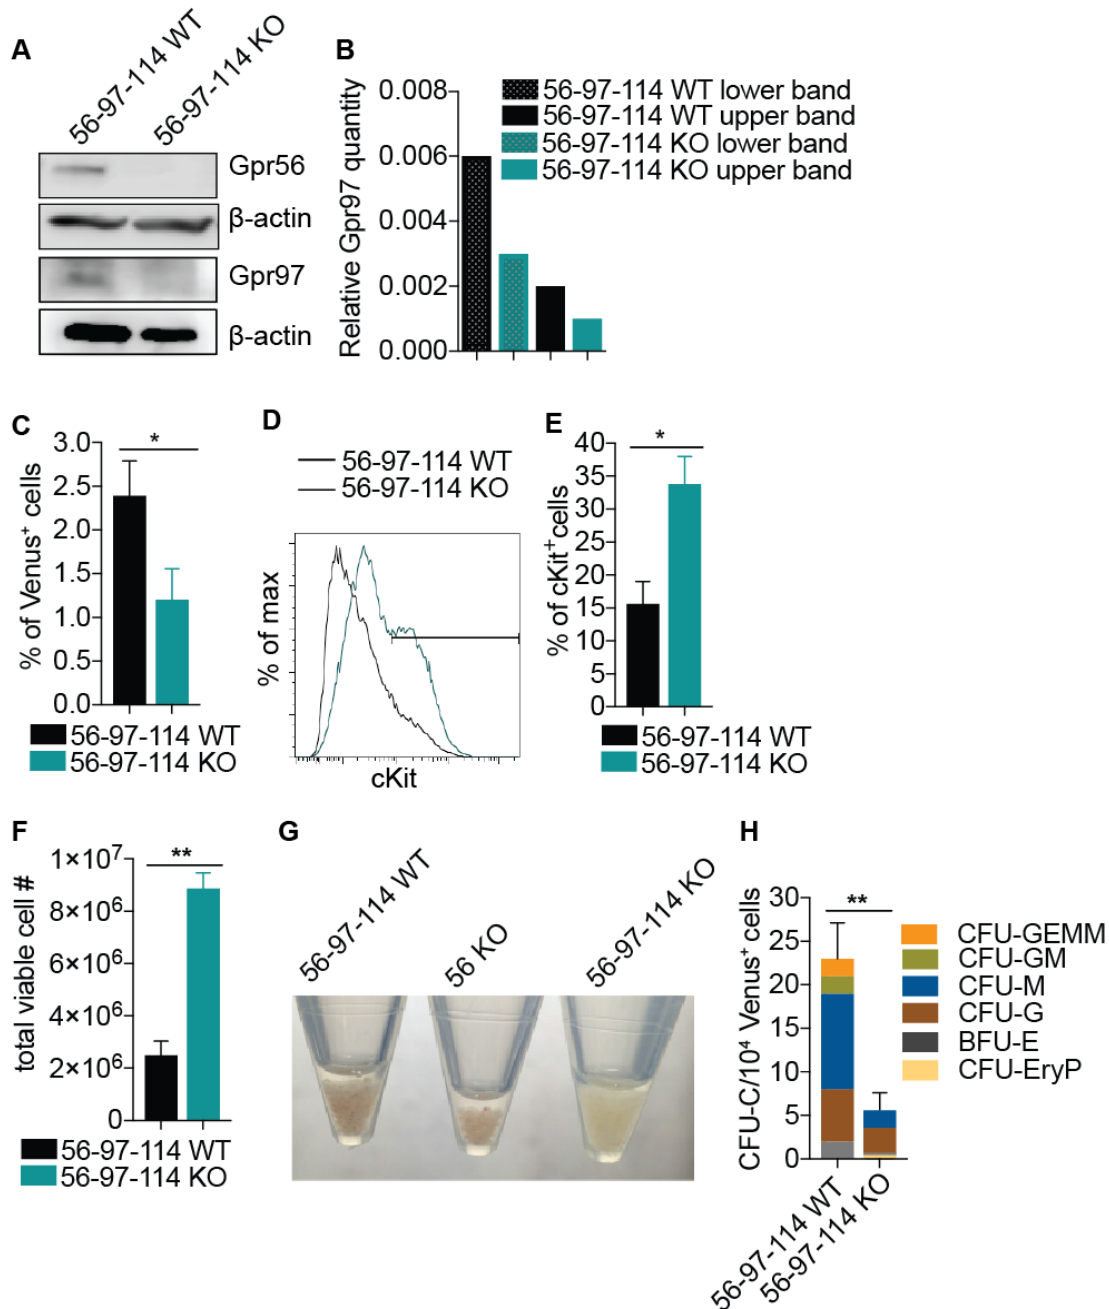 A
56-97-114 WT
56-97-114 KO
Gpr56
β-actin
Gpr97
β-actin
B
Relative Gpr97 quantity
0.008
0.006
0.004
0.002
0.000
56-97-114 WT lower band
56-97-114 WT upper band
56-97-114 KO lower band
56-97-114 KO upper band
C
% of Venus⁺ cells
3.0
2.5
2.0
1.5
1.0
0.5
0.0
*
56-97-114 WT
56-97-114 KO
D
56-97-114 WT
56-97-114 KO
% of max
cKit
E
% of cKit⁺cells
40
35
30
25
20
15
10
5
0
*
56-97-114 WT
56-97-114 KO
F
total viable cell #
1×10⁷
8×10⁶
6×10⁶
4×10⁶
2×10⁶
0
**
56-97-114 WT
56-97-114 KO
G
56-97-114 WT
56 KO
56-97-114 KO
H
CFU-C/10⁴ Venus⁺ cells
30
25
20
15
10
5
0
**
CFU-GEMM
CFU-GM
CFU-M
CFU-G
BFU-E
CFU-EryP
56-97-114 WT
56-97-114 KO